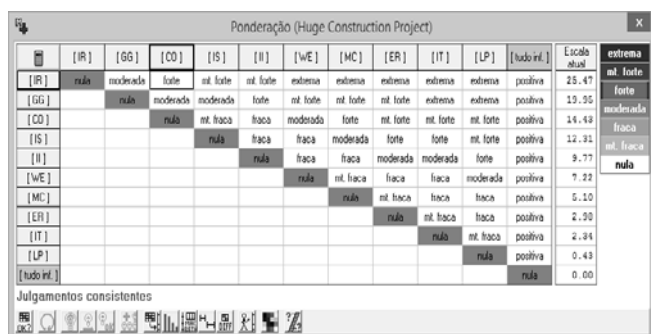 Ponderação (Huge Construction Project)
[ IR ] [ GG ] [ CO ] [ IS ] [ II ] [ WE ] [ MC ] [ ER ] [ IT ] [ LP ] [ tudo inf. ] Escala atual
[ IR ] nula moderada forte mt. forte mt. forte extrema extrema extrema extrema extrema positiva 25.47
[ GG ] nula moderada moderada forte mt. forte mt. forte mt. forte extrema extrema positiva 19.95
[ CO ] nula mt. fraca fraca moderada forte mt. forte mt. forte mt. forte positiva 14.43
[ IS ] nula fraca fraca moderada forte forte mt. forte positiva 12.31
[ II ] nula fraca fraca moderada moderada forte positiva 9.77
[ WE ] nula mt. fraca fraca fraca moderada positiva 7.22
[ MC ] nula mt. fraca fraca fraca positiva 5.10
[ ER ] nula mt. fraca fraca positiva 2.98
[ IT ] nula mt. fraca positiva 2.34
[ LP ] nula positiva 0.43
[ tudo inf. ] nula 0.00
extrema
mt. forte
forte
moderada
fraca
mt. fraca
nula
Julgamentos consistentes